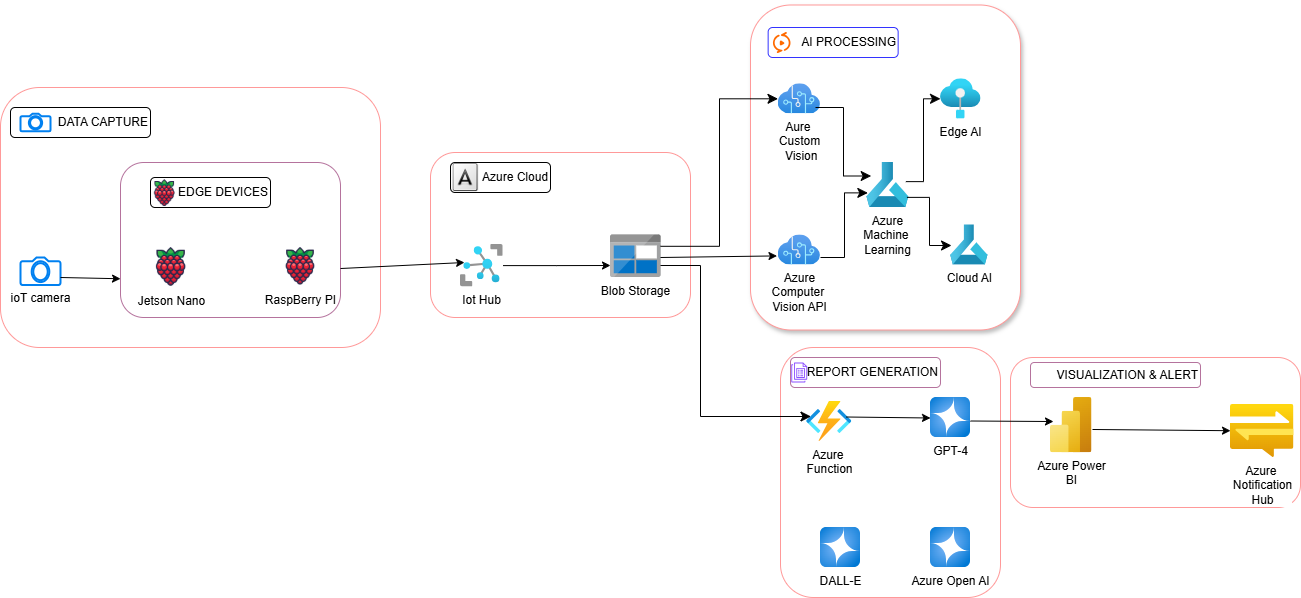 AI PROCESSING
Aure
Custom
Vision
Edge AI
Azure
Machine
Learning
Azure
Computer
Vision API
Cloud AI
DATA CAPTURE
EDGE DEVICES
ioT camera
Jetson Nano
RaspBerry PI
A
Azure Cloud
Iot Hub
Blob Storage
REPORT GENERATION
Azure
Function
GPT-4
DALL-E
Azure Open AI
VISUALIZATION & ALERT
Azure Power
BI
Azure
Notification
Hub